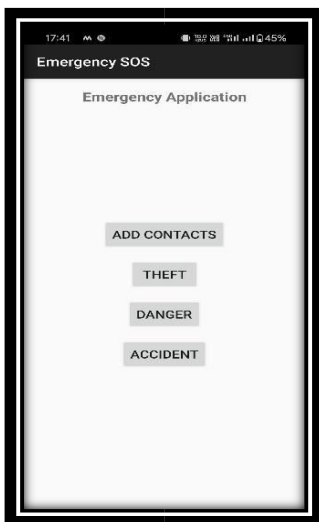 17:41 45%
Emergency SOS
Emergency Application
ADD CONTACTS
THEFT
DANGER
ACCIDENT